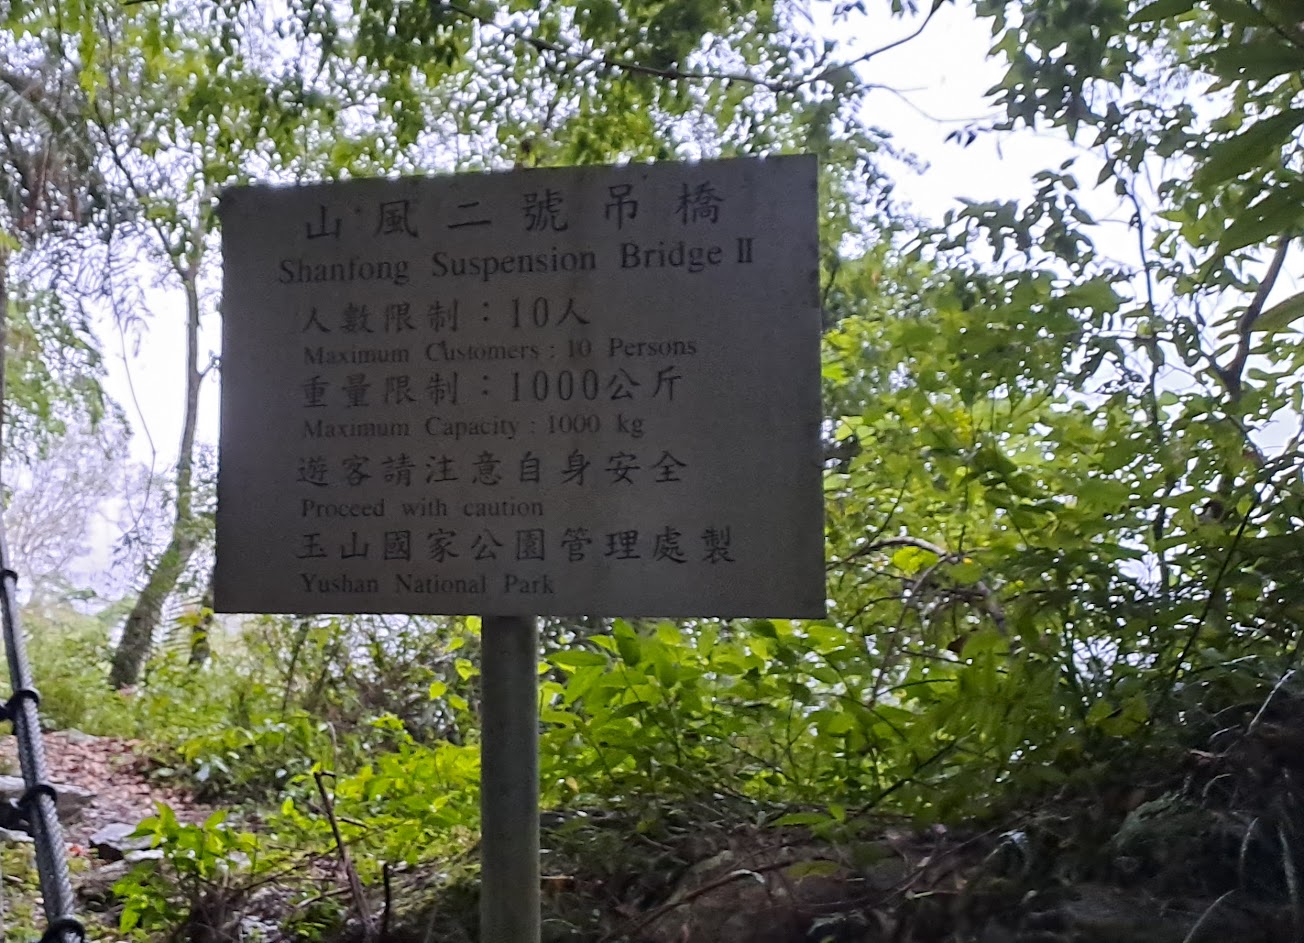 山風二號吊橋
Shanfong Suspension Bridge Ⅱ
人數限制：10人
Maximum Customers : 10 Persons
重量限制：1000公斤
Maximum Capacity : 1000 kg
遊客請注意自身安全
Proceed with caution
玉山國家公園管理處製
Yushan National Park